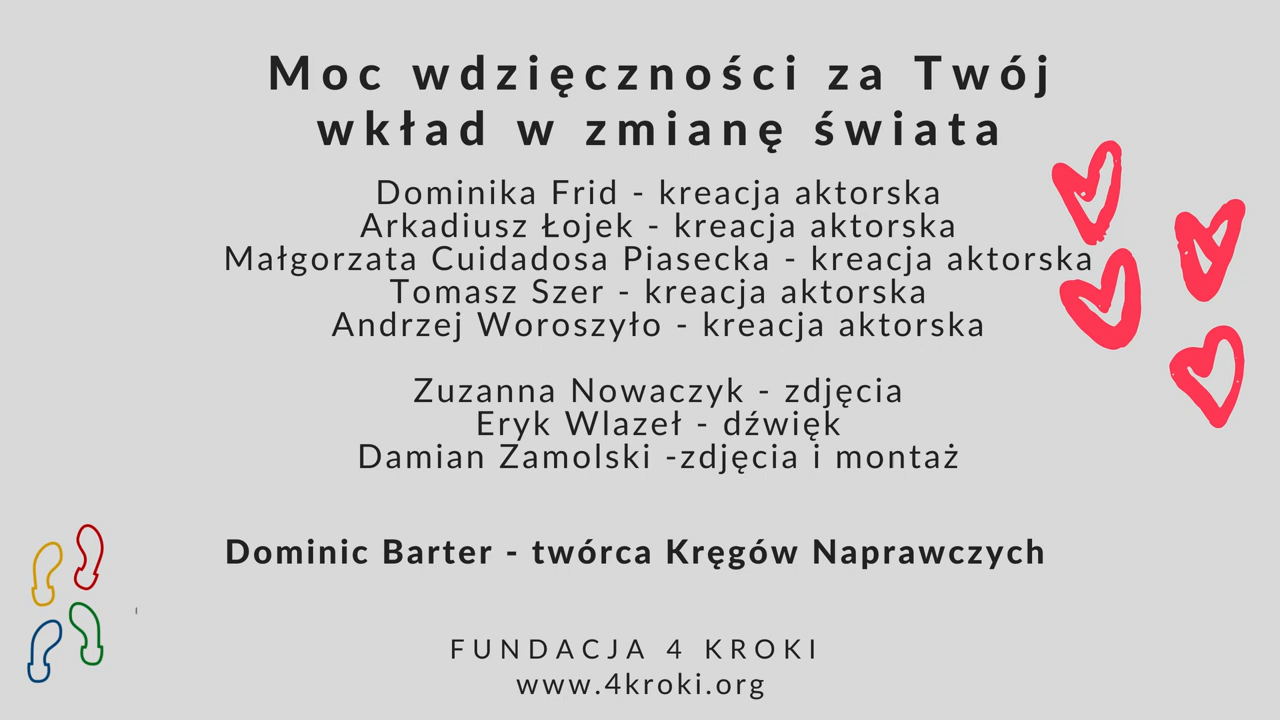 Moc wdzięczności za Twój
wkład w zmianę świata
Dominika Frid - kreacja aktorska
Arkadiusz Łojek - kreacja aktorska
Małgorzata Cuidadosa Piasecka - kreacja aktorska
Tomasz Szer - kreacja aktorska
Andrzej Woroszyło - kreacja aktorska
Zuzanna Nowaczyk - zdjęcia
Eryk Wlazeł - dźwięk
Damian Zamolski -zdjęcia i montaż
Dominic Barter - twórca Kręgów Naprawczych
FUNDACJA 4 KROKI
www.4kroki.org